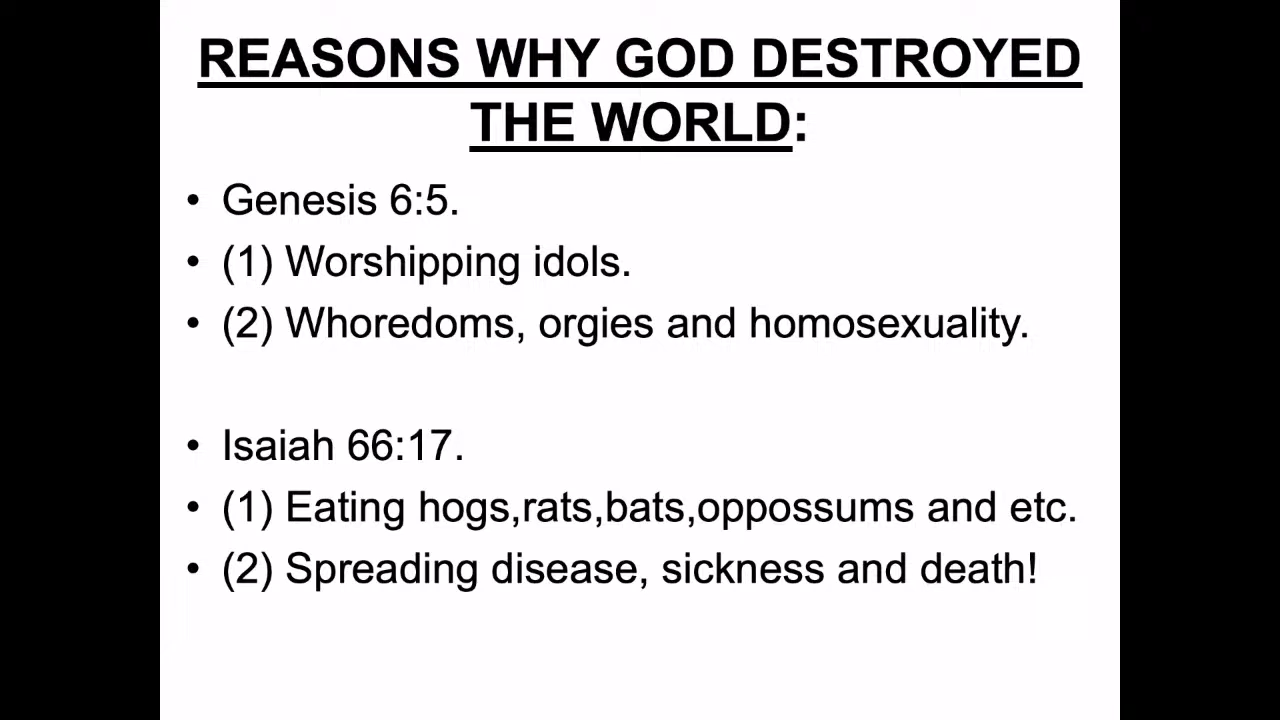 REASONS WHY GOD DESTROYED
THE WORLD:
• Genesis 6:5.
• (1) Worshipping idols.
• (2) Whoredoms, orgies and homosexuality.
• Isaiah 66:17.
• (1) Eating hogs,rats,bats,oppossums and etc.
• (2) Spreading disease, sickness and death!